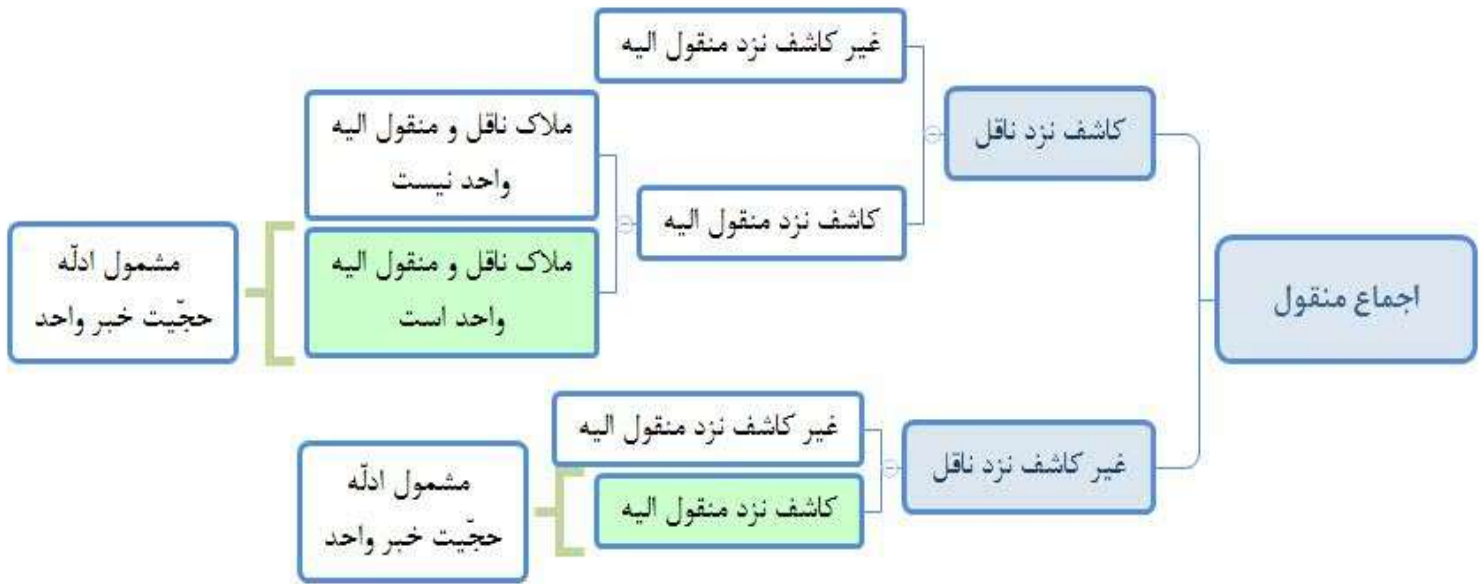 اجماع منقول
کاشف نزد ناقل
غیر کاشف نزد منقول الیه
کاشف نزد منقول الیه
ملاک ناقل و منقول الیه
واحد نیست
ملاک ناقل و منقول الیه
واحد است
مشمول ادلّه
حجّیت خبر واحد
غیر کاشف نزد ناقل
غیر کاشف نزد منقول الیه
کاشف نزد منقول الیه
مشمول ادلّه
حجّیت خبر واحد